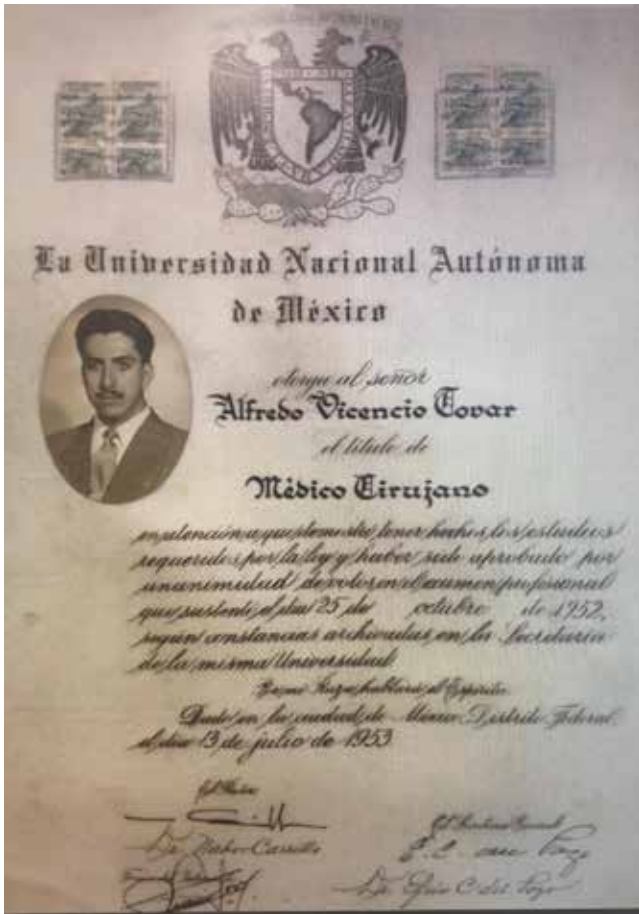 La Universidad Nacional Autónoma
de México
otorga al señor
Alfredo Vicencio Tovar
el título de
Médico Cirujano
en atención a que demostró tener hechos los estudios
requeridos por la ley y haber sido aprobado por
unanimidad de votos en el examen profesional
que sustentó el día 25 de octubre de 1952,
según constancias archivadas en la Secretaría
de la misma Universidad.
Por mi Raza hablará el Espíritu
Dado en la ciudad de México, Distrito Federal
el día 13 de julio de 1953
El Rector
El Secretario General
Dr. Nabor Carrillo
Dr. Efrén C. del Pozo